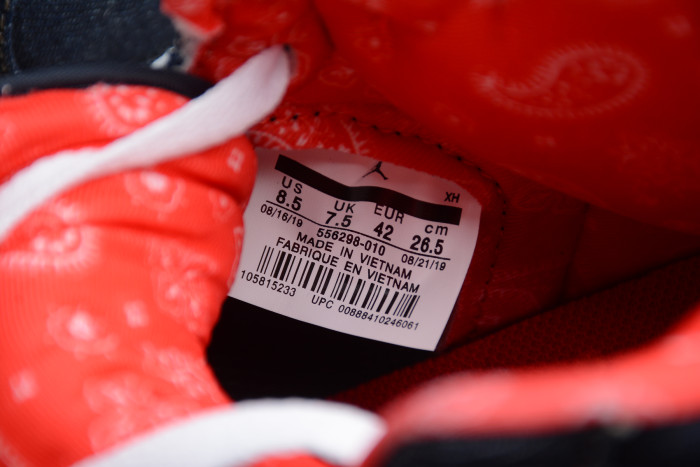 XH
US UK EUR cm
8.5 7.5 42 26.5
08/16/19 08/21/19
556298-010
MADE IN VIETNAM
FABRIQUE EN VIETNAM
105815233
UPC 00888410246061